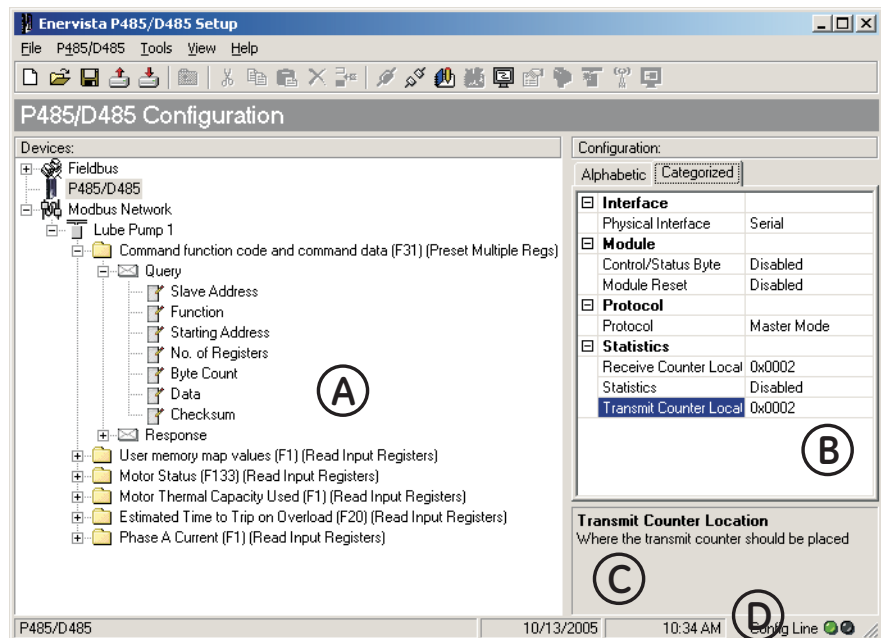 Enervista P485/D485 Setup
File P485/D485 Tools View Help
P485/D485 Configuration
Devices:
Fieldbus
P485/D485
Modbus Network
Lube Pump 1
Command function code and command data (F31) (Preset Multiple Regs)
Query
Slave Address
Function
Starting Address
No. of Registers
Byte Count
Data
Checksum
Response
User memory map values (F1) (Read Input Registers)
Motor Status (F133) (Read Input Registers)
Motor Thermal Capacity Used (F1) (Read Input Registers)
Estimated Time to Trip on Overload (F20) (Read Input Registers)
Phase A Current (F1) (Read Input Registers)
A
Configuration:
Alphabetic Categorized
Interface
Physical Interface Serial
Module
Control/Status Byte Disabled
Module Reset Disabled
Protocol
Protocol Master Mode
Statistics
Receive Counter Local 0x0002
Statistics Disabled
Transmit Counter Local 0x0002
B
Transmit Counter Location
Where the transmit counter should be placed
C
P485/D485 10/13/2005 10:34 AM Config Line
D